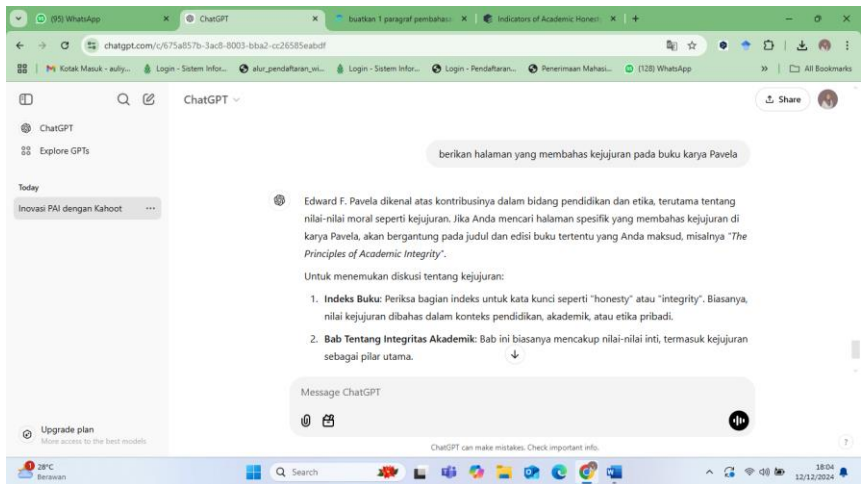 (95) WhatsApp
ChatGPT
buatkan 1 paragraf pembahas
Indicators of Academic Honest
chatgpt.com/c/675a857b-3ac8-8003-bba2-cc26585eabdf
Kotak Masuk - auliy...
Login - Sistem Infor...
alur_pendaftaran_wi...
Login - Sistem Infor...
Login - Pendaftaran...
Penerimaan Mahasi...
(128) WhatsApp
All Bookmarks
ChatGPT
Share
ChatGPT
Explore GPTs
Today
Inovasi PAI dengan Kahoot
berikan halaman yang membahas kejujuran pada buku karya Pavela
Edward F. Pavela dikenal atas kontribusinya dalam bidang pendidikan dan etika, terutama tentang
nilai-nilai moral seperti kejujuran. Jika Anda mencari halaman spesifik yang membahas kejujuran di
karya Pavela, akan bergantung pada judul dan edisi buku tertentu yang Anda maksud, misalnya "The
Principles of Academic Integrity".
Untuk menemukan diskusi tentang kejujuran:
1. Indeks Buku: Periksa bagian indeks untuk kata kunci seperti "honesty" atau "integrity". Biasanya,
nilai kejujuran dibahas dalam konteks pendidikan, akademik, atau etika pribadi.
2. Bab Tentang Integritas Akademik: Bab ini biasanya mencakup nilai-nilai inti, termasuk kejujuran
sebagai pilar utama.
Message ChatGPT
Upgrade plan
More access to the best models
ChatGPT can make mistakes. Check important info.
?
1
28°C
Berawan
Search
18:04
12/12/2024